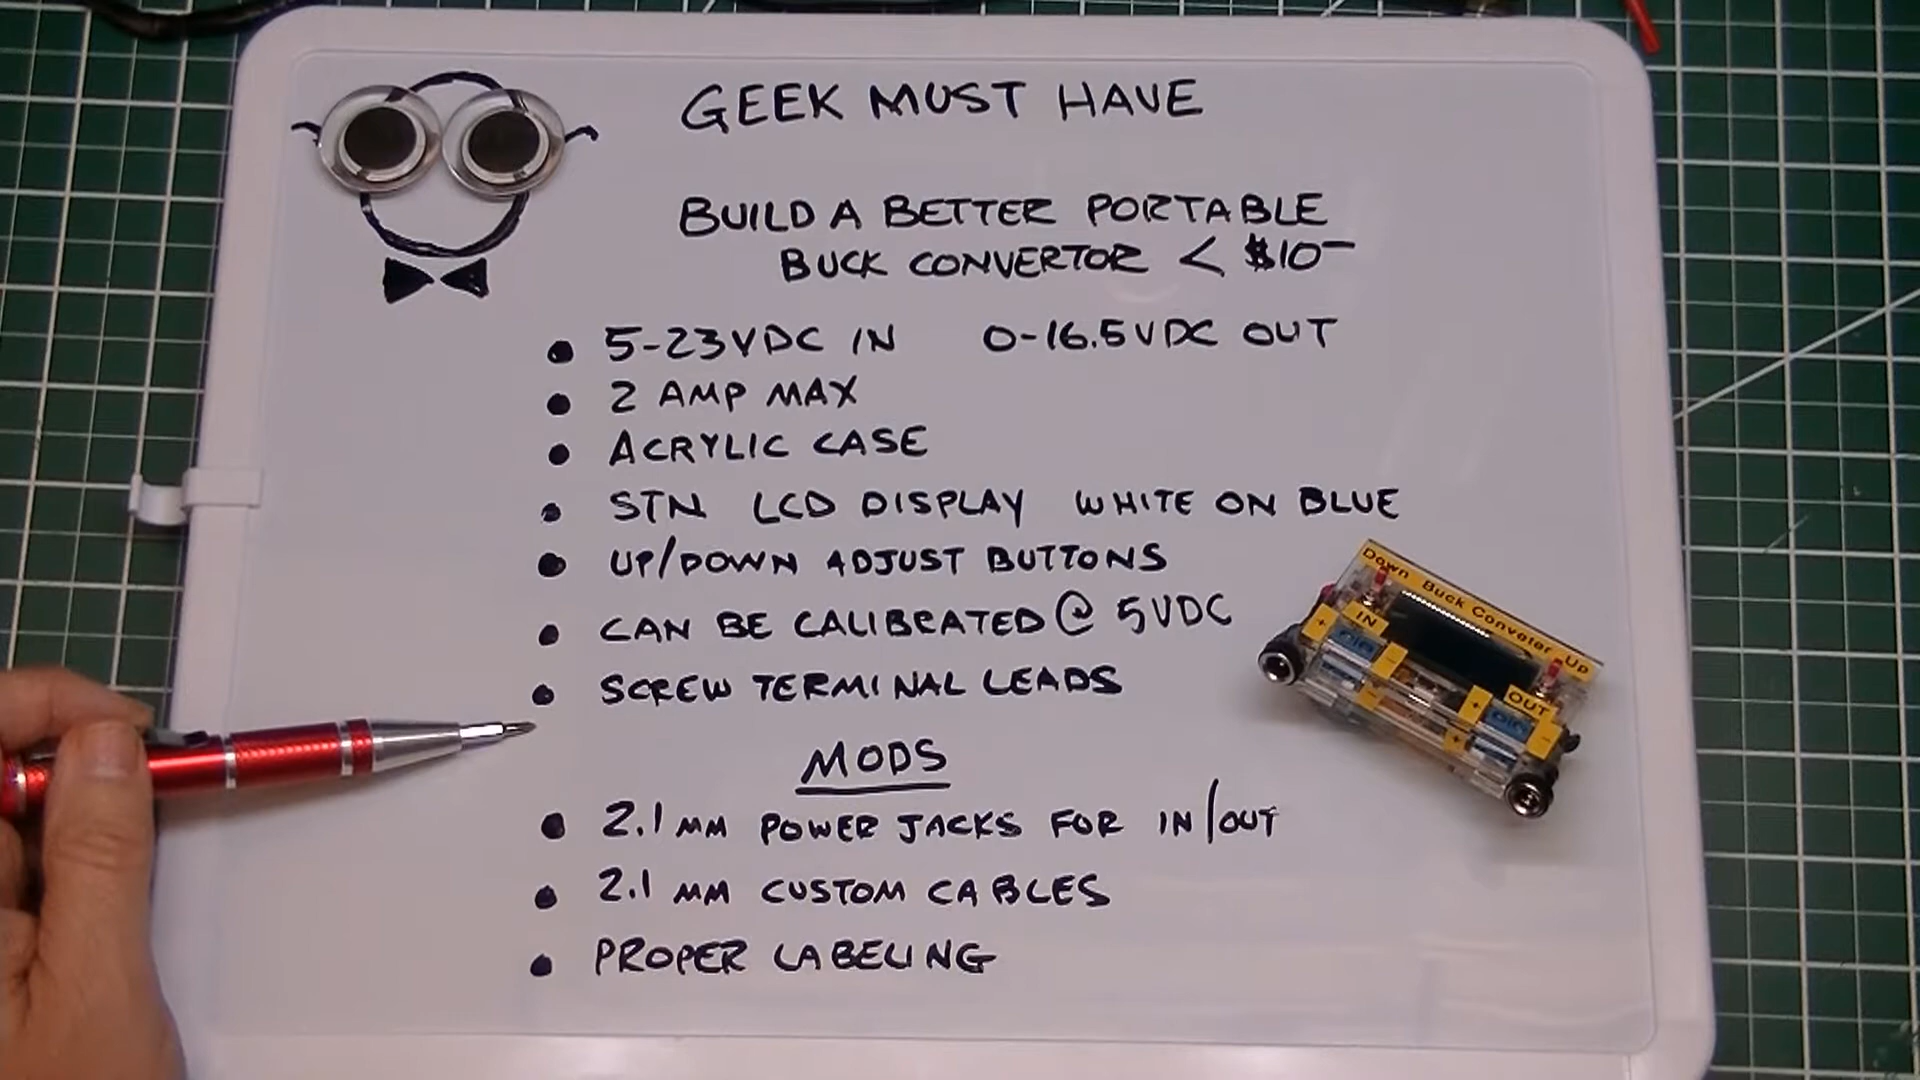 GEEK MUST HAVE
BUILD A BETTER PORTABLE
BUCK CONVERTOR < $10-
• 5-23VDC IN 0-16.5VDC OUT
• 2 AMP MAX
• ACRYLIC CASE
• STN LCD DISPLAY WHITE ON BLUE
• UP/DOWN ADJUST BUTTONS
• CAN BE CALIBRATED @ 5VDC
• SCREW TERMINAL LEADS
MODS
• 2.1 MM POWER JACKS FOR IN/OUT
• 2.1 MM CUSTOM CABLES
• PROPER LABELING
Down Buck Conveter Up
+ IN -
+ OUT -
+